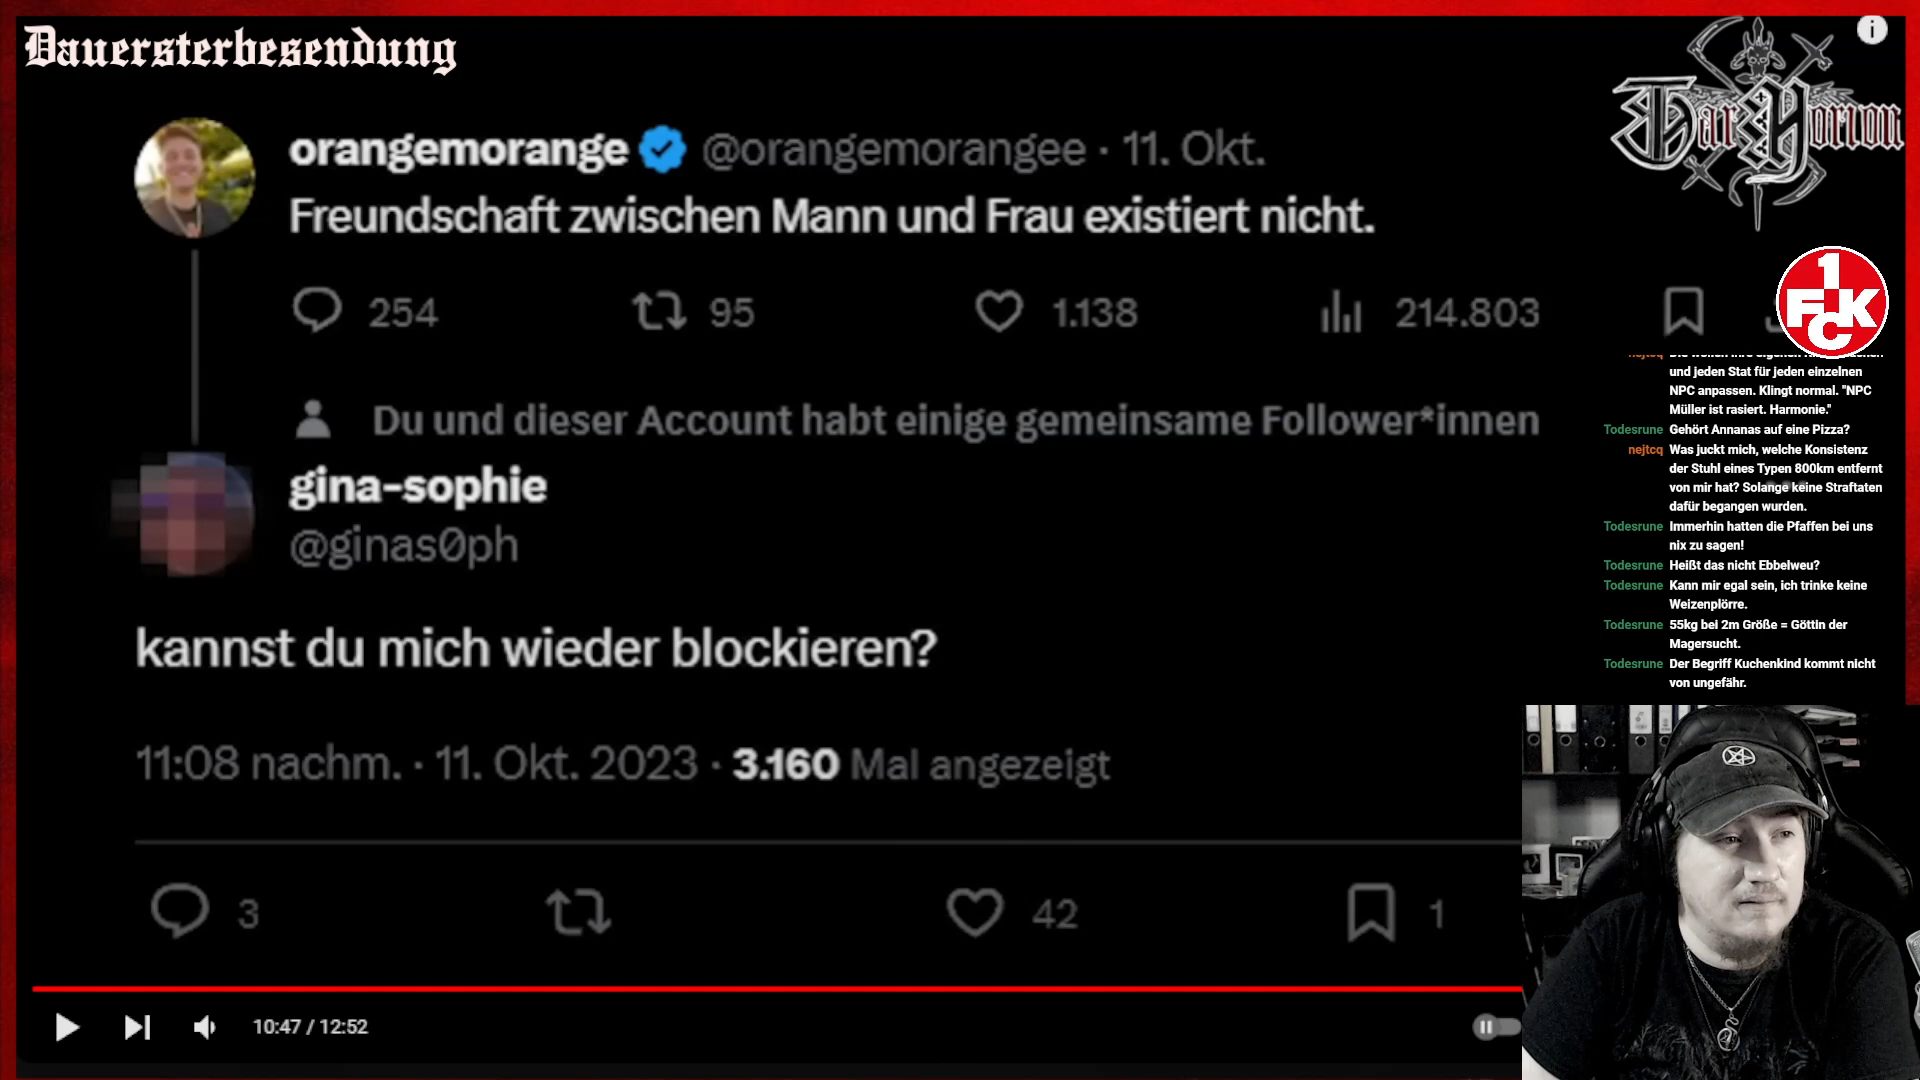 Dauersterbesendung
Tar Horion
orangemorange @orangemorangee · 11. Okt.
Freundschaft zwischen Mann und Frau existiert nicht.
254 95 1.138 214.803
1
FCK
Du und dieser Account habt einige gemeinsame Follower*innen
gina-sophie
@ginas0ph
kannst du mich wieder blockieren?
11:08 nachm. · 11. Okt. 2023 · 3.160 Mal angezeigt
3 42 1
10:47 / 12:52
nejtcq
und jeden Stat für jeden einzelnen
NPC anpassen. Klingt normal. "NPC
Müller ist rasiert. Harmonie."
Todesrune Gehört Annanas auf eine Pizza?
nejtcq Was juckt mich, welche Konsistenz
der Stuhl eines Typen 800km entfernt
von mir hat? Solange keine Straftaten
dafür begangen wurden.
Todesrune Immerhin hatten die Pfaffen bei uns
nix zu sagen!
Todesrune Heißt das nicht Ebbelweu?
Todesrune Kann mir egal sein, ich trinke keine
Weizenplörre.
Todesrune 55kg bei 2m Größe = Göttin der
Magersucht.
Todesrune Der Begriff Kuchenkind kommt nicht
von ungefähr.